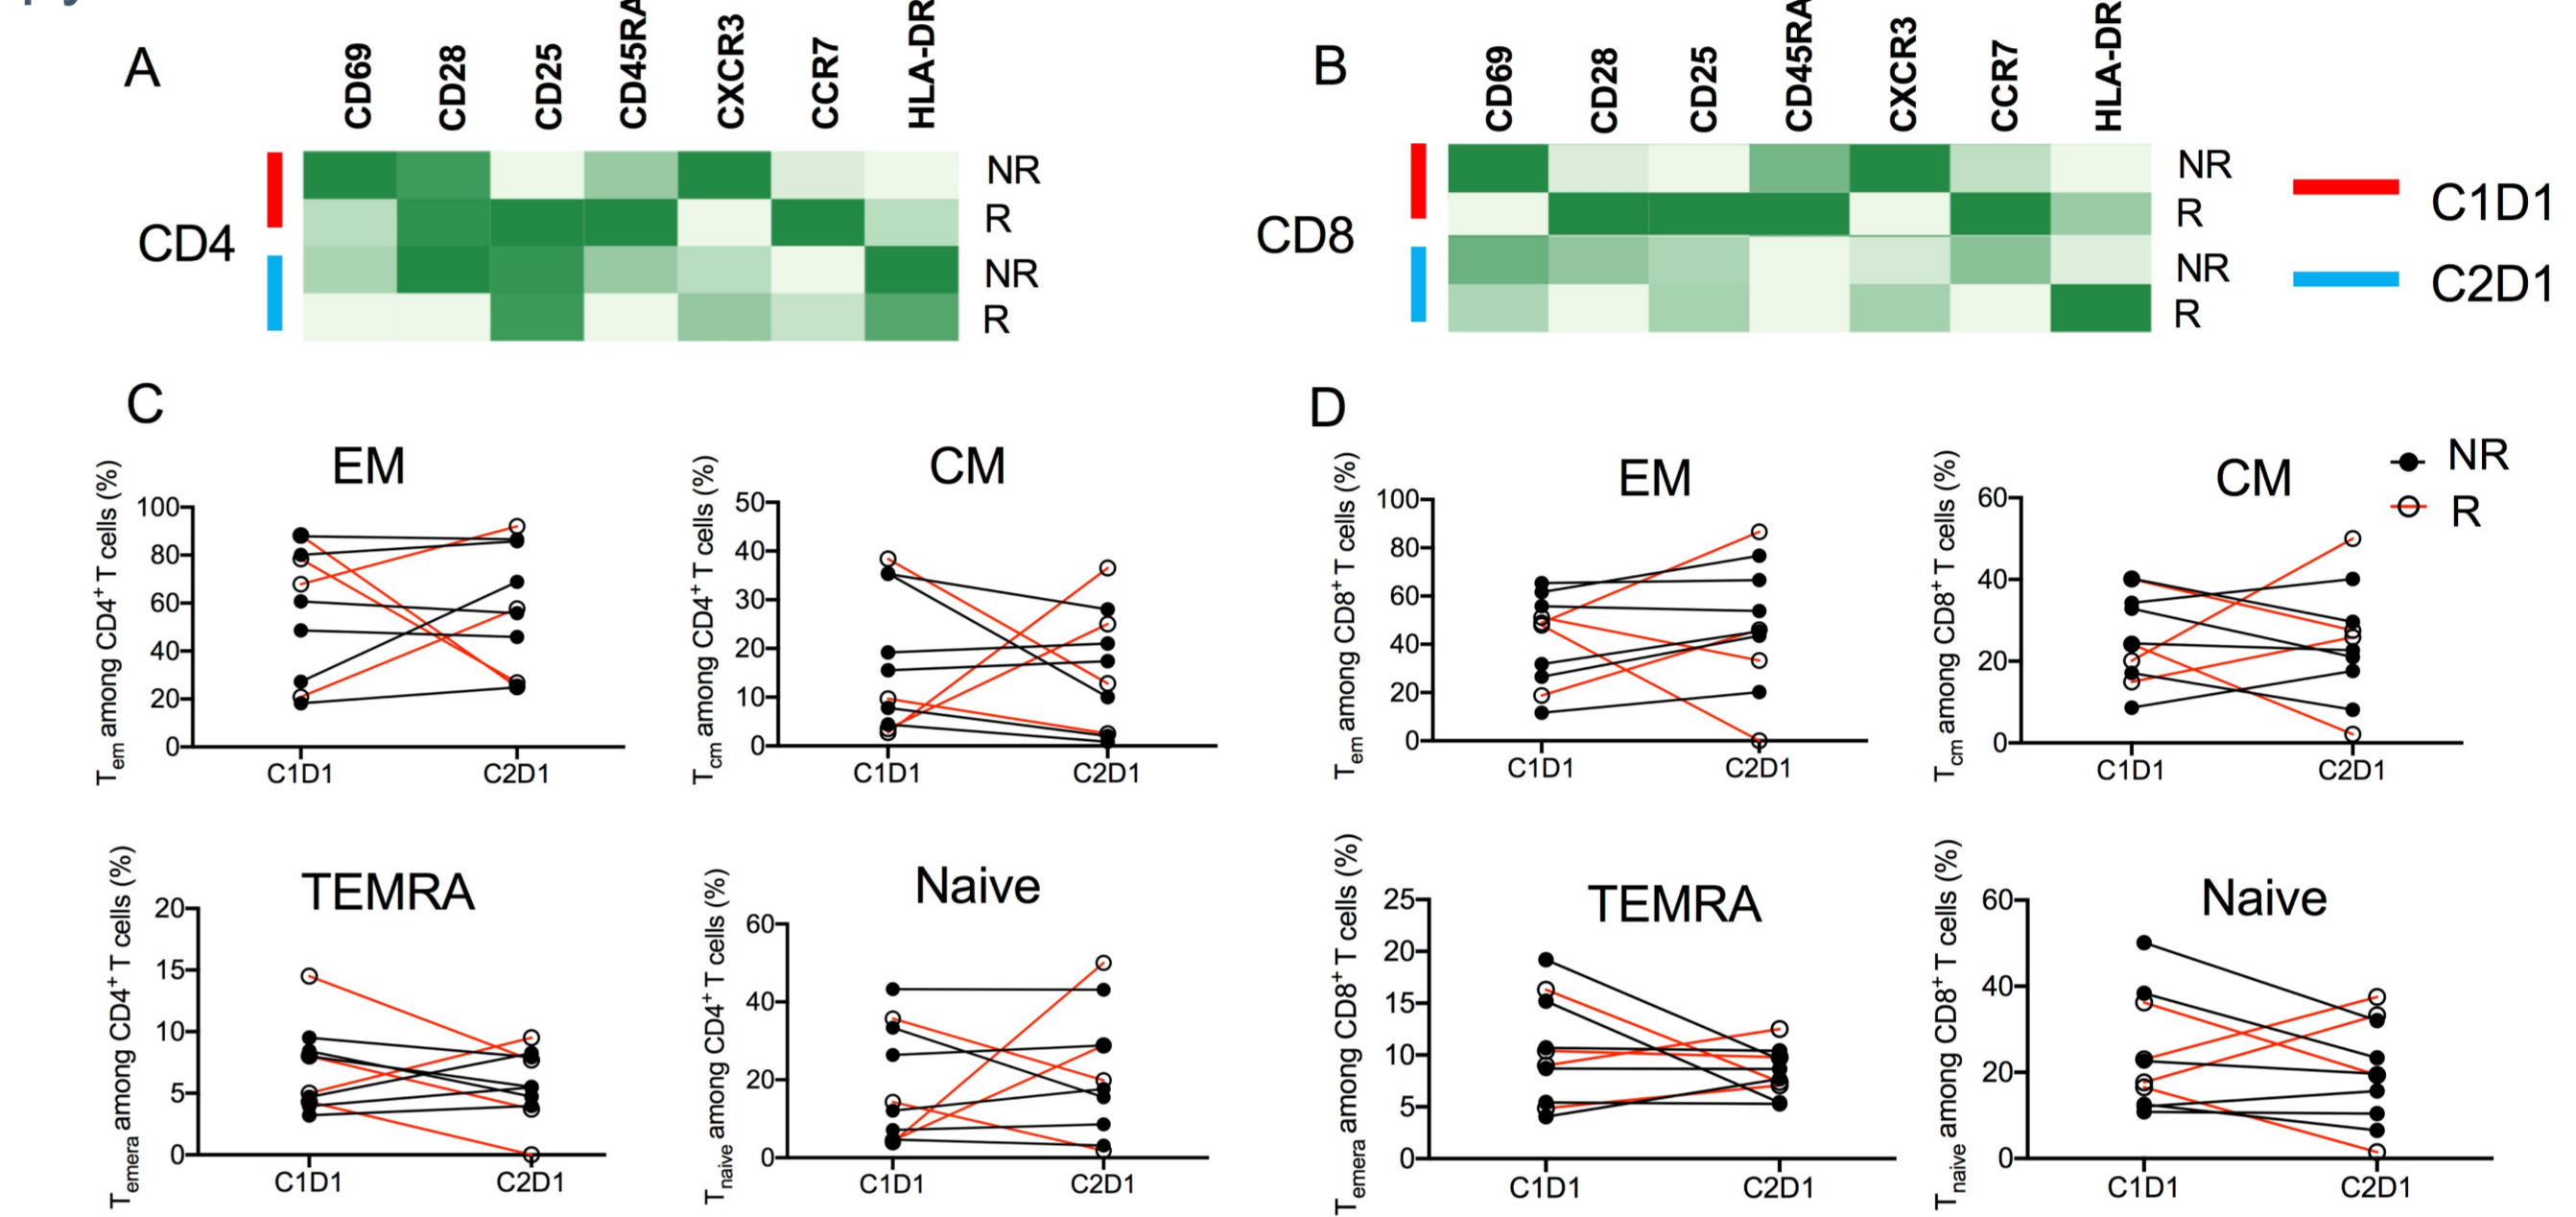 A
CD69
CD28
CD25
CD45RA
CXCR3
CCR7
HLA-DR
CD4
NR
R
NR
R
B
CD69
CD28
CD25
CD45RA
CXCR3
CCR7
HLA-DR
CD8
NR
R
NR
R
C1D1
C2D1
C
EM
Tem among CD4+ T cells (%)
100
80
60
40
20
0
C1D1 C2D1
CM
Tcm among CD4+ T cells (%)
50
40
30
20
10
0
C1D1 C2D1
TEMRA
Temera among CD4+ T cells (%)
20
15
10
5
0
C1D1 C2D1
Naive
Tnaive among CD4+ T cells (%)
60
40
20
0
C1D1 C2D1
D
EM
Tem among CD8+ T cells (%)
100
80
60
40
20
0
C1D1 C2D1
CM
Tcm among CD8+ T cells (%)
60
40
20
0
C1D1 C2D1
NR
R
TEMRA
Temera among CD8+ T cells (%)
25
20
15
10
5
0
C1D1 C2D1
Naive
Tnaive among CD8+ T cells (%)
60
40
20
0
C1D1 C2D1